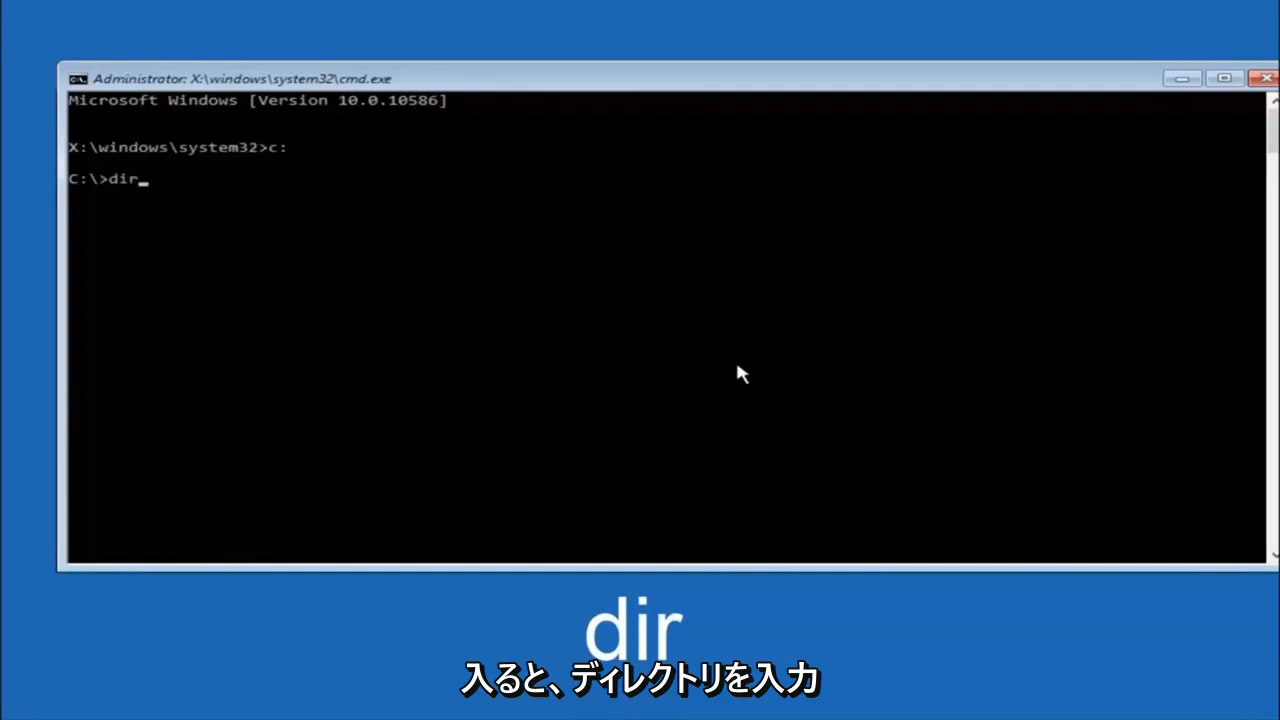 Administrator: X:\windows\system32\cmd.exe
Microsoft Windows [Version 10.0.10586]
X:\windows\system32>c:
C:\>dir_
dir
入ると、ディレクトリを入力